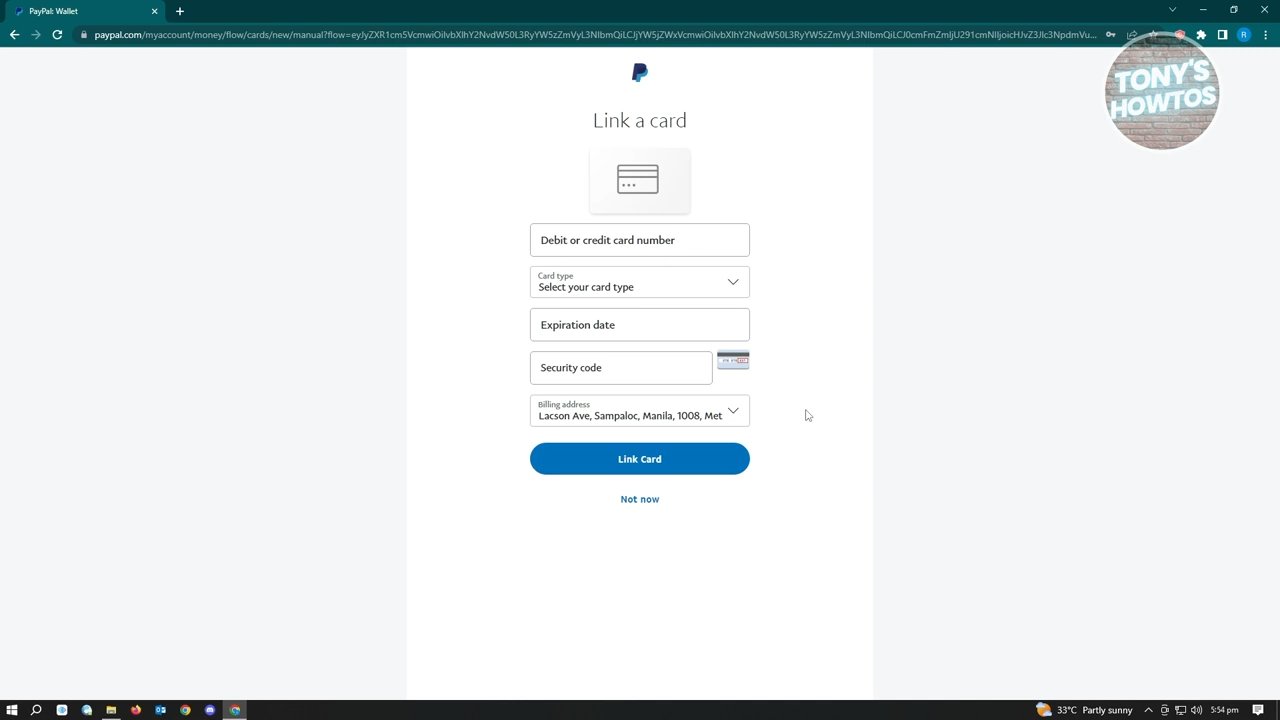 PayPal: Wallet
paypal.com/myaccount/money/flow/cards/new/manual?flow=
TONY'S
HOWTOS
Link a card
Debit or credit card number
Card type
Select your card type
Expiration date
Security code
Billing address
Lacson Ave, Sampaloc, Manila, 1008, Met
Link Card
Not now
R
33°C Partly sunny
5:54 pm